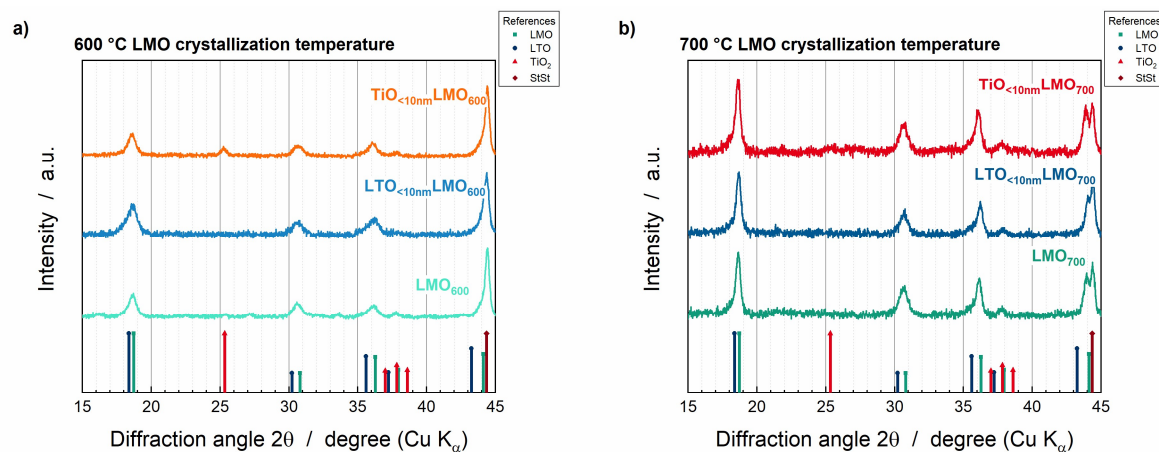 a)
600 °C LMO crystallization temperature
References
LMO
LTO
TiO₂
StSt
TiO<10nmLMO600
LTO<10nmLMO600
LMO600
Intensity / a.u.
15 20 25 30 35 40 45
Diffraction angle 2θ / degree (Cu Kα)
b)
700 °C LMO crystallization temperature
References
LMO
LTO
TiO₂
StSt
TiO<10nmLMO700
LTO<10nmLMO700
LMO700
Intensity / a.u.
15 20 25 30 35 40 45
Diffraction angle 2θ / degree (Cu Kα)